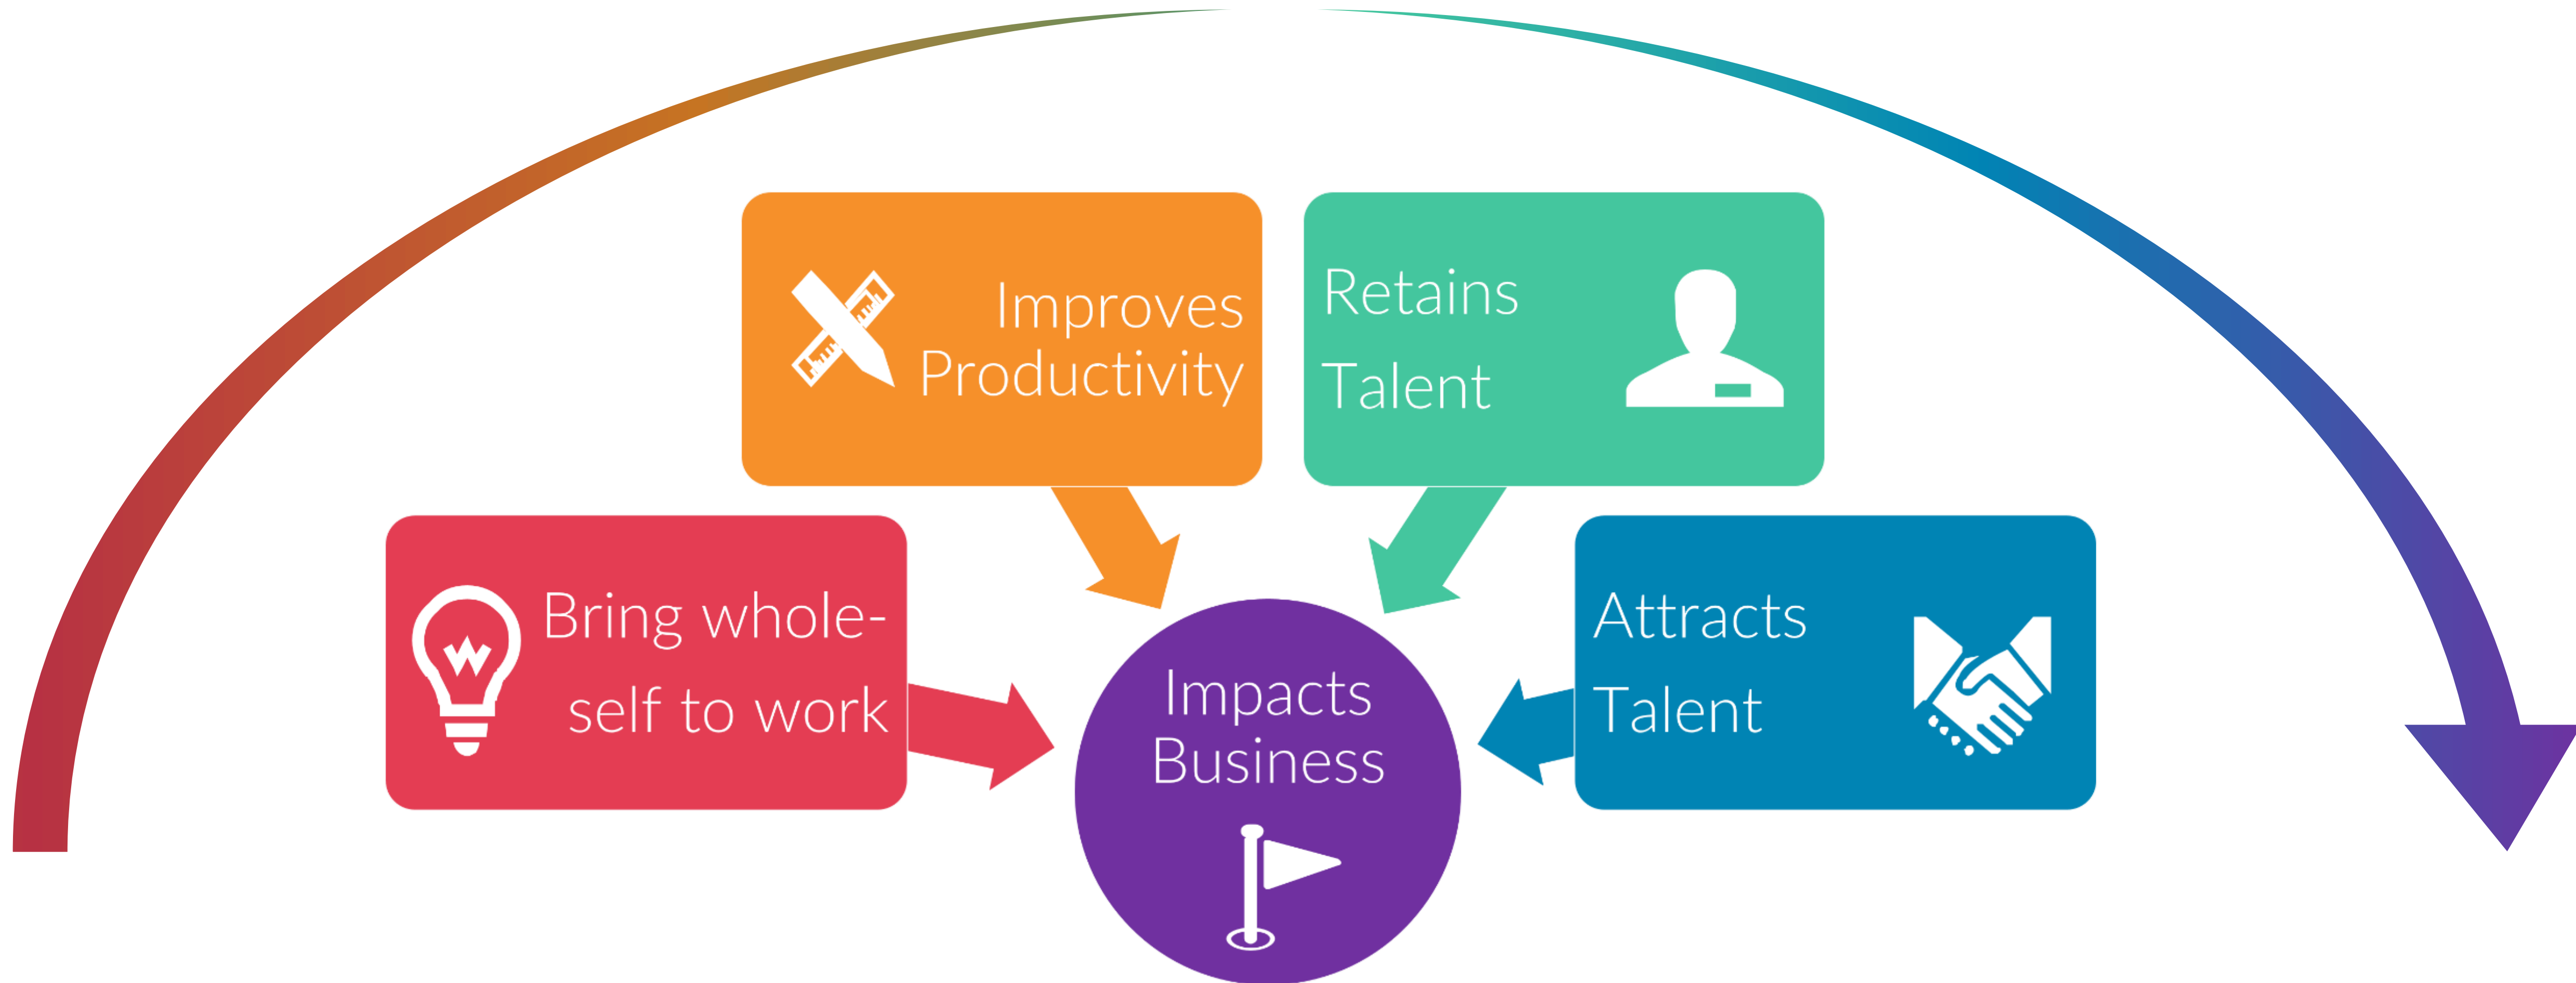 Improves
Productivity
Retains
Talent
Bring whole-
self to work
Attracts
Talent
Impacts
Business